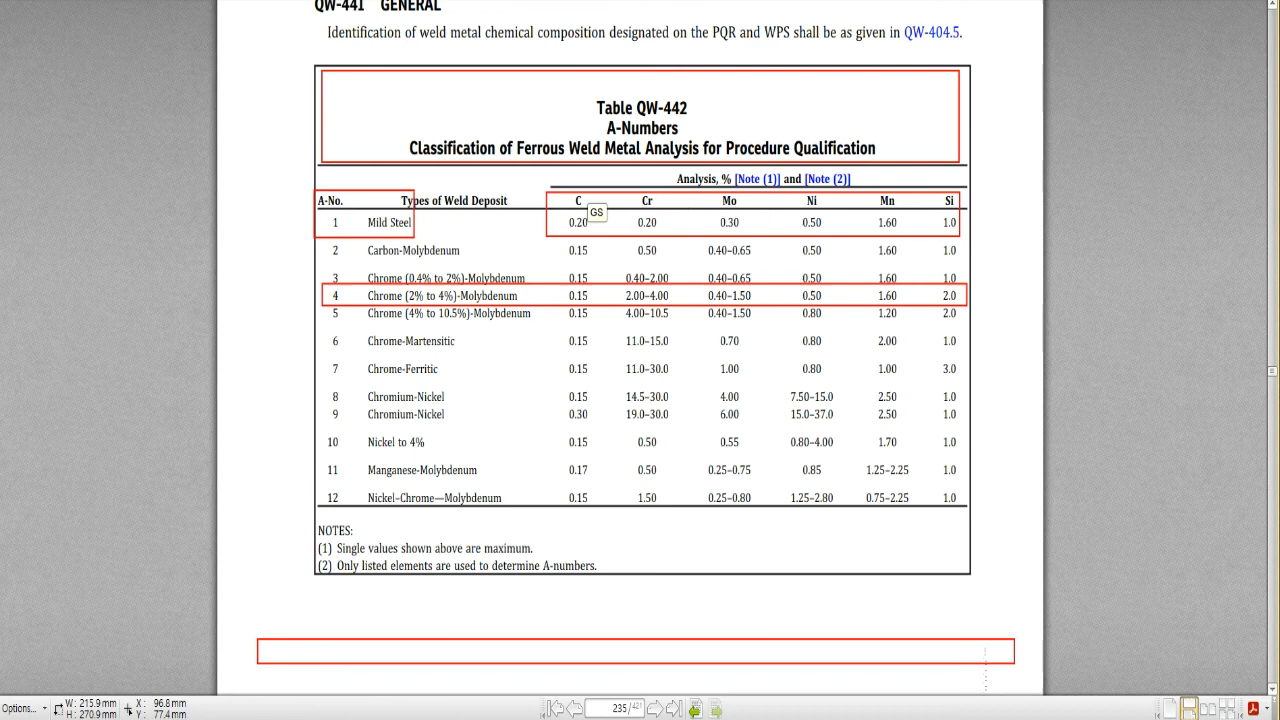 QW-441 GENERAL
Identification of weld metal chemical composition designated on the PQR and WPS shall be as given in QW-404.5.
Table QW-442
A-Numbers
Classification of Ferrous Weld Metal Analysis for Procedure Qualification
Analysis, % [Note (1)] and [Note (2)]
A-No. Types of Weld Deposit C Cr Mo Ni Mn Si
GS
1 Mild Steel 0.20 0.20 0.30 0.50 1.60 1.0
2 Carbon-Molybdenum 0.15 0.50 0.40–0.65 0.50 1.60 1.0
3 Chrome (0.4% to 2%)-Molybdenum 0.15 0.40–2.00 0.40–0.65 0.50 1.60 1.0
4 Chrome (2% to 4%)-Molybdenum 0.15 2.00–4.00 0.40–1.50 0.50 1.60 2.0
5 Chrome (4% to 10.5%)-Molybdenum 0.15 4.00–10.5 0.40–1.50 0.80 1.20 2.0
6 Chrome-Martensitic 0.15 11.0–15.0 0.70 0.80 2.00 1.0
7 Chrome-Ferritic 0.15 11.0–30.0 1.00 0.80 1.00 3.0
8 Chromium-Nickel 0.15 14.5–30.0 4.00 7.50–15.0 2.50 1.0
9 Chromium-Nickel 0.30 19.0–30.0 6.00 15.0–37.0 2.50 1.0
10 Nickel to 4% 0.15 0.50 0.55 0.80–4.00 1.70 1.0
11 Manganese-Molybdenum 0.17 0.50 0.25–0.75 0.85 1.25–2.25 1.0
12 Nickel–Chrome—Molybdenum 0.15 1.50 0.25–0.80 1.25–2.80 0.75–2.25 1.0
NOTES:
(1) Single values shown above are maximum.
(2) Only listed elements are used to determine A-numbers.
Options... W: 215.9 mm X: 96.8 mm 235/421
H: 270.9 mm Y: 77.4 mm